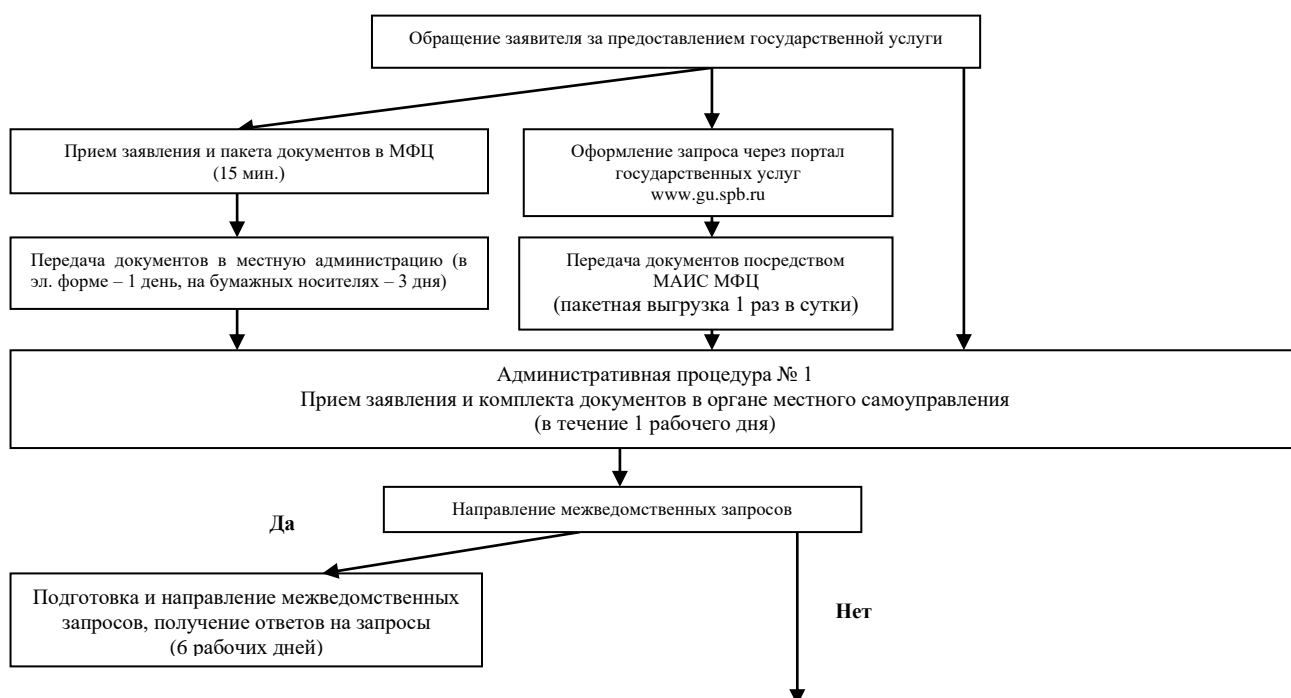 Обращение заявителя за предоставлением государственной услуги
Прием заявления и пакета документов в МФЦ
(15 мин.)
Оформление запроса через портал
государственных услуг
www.gu.spb.ru
Передача документов в местную администрацию (в
эл. форме – 1 день, на бумажных носителях – 3 дня)
Передача документов посредством
МАИС МФЦ
(пакетная выгрузка 1 раз в сутки)
Административная процедура № 1
Прием заявления и комплекта документов в органе местного самоуправления
(в течение 1 рабочего дня)
Направление межведомственных запросов
Да
Подготовка и направление межведомственных
запросов, получение ответов на запросы
(6 рабочих дней)
Нет